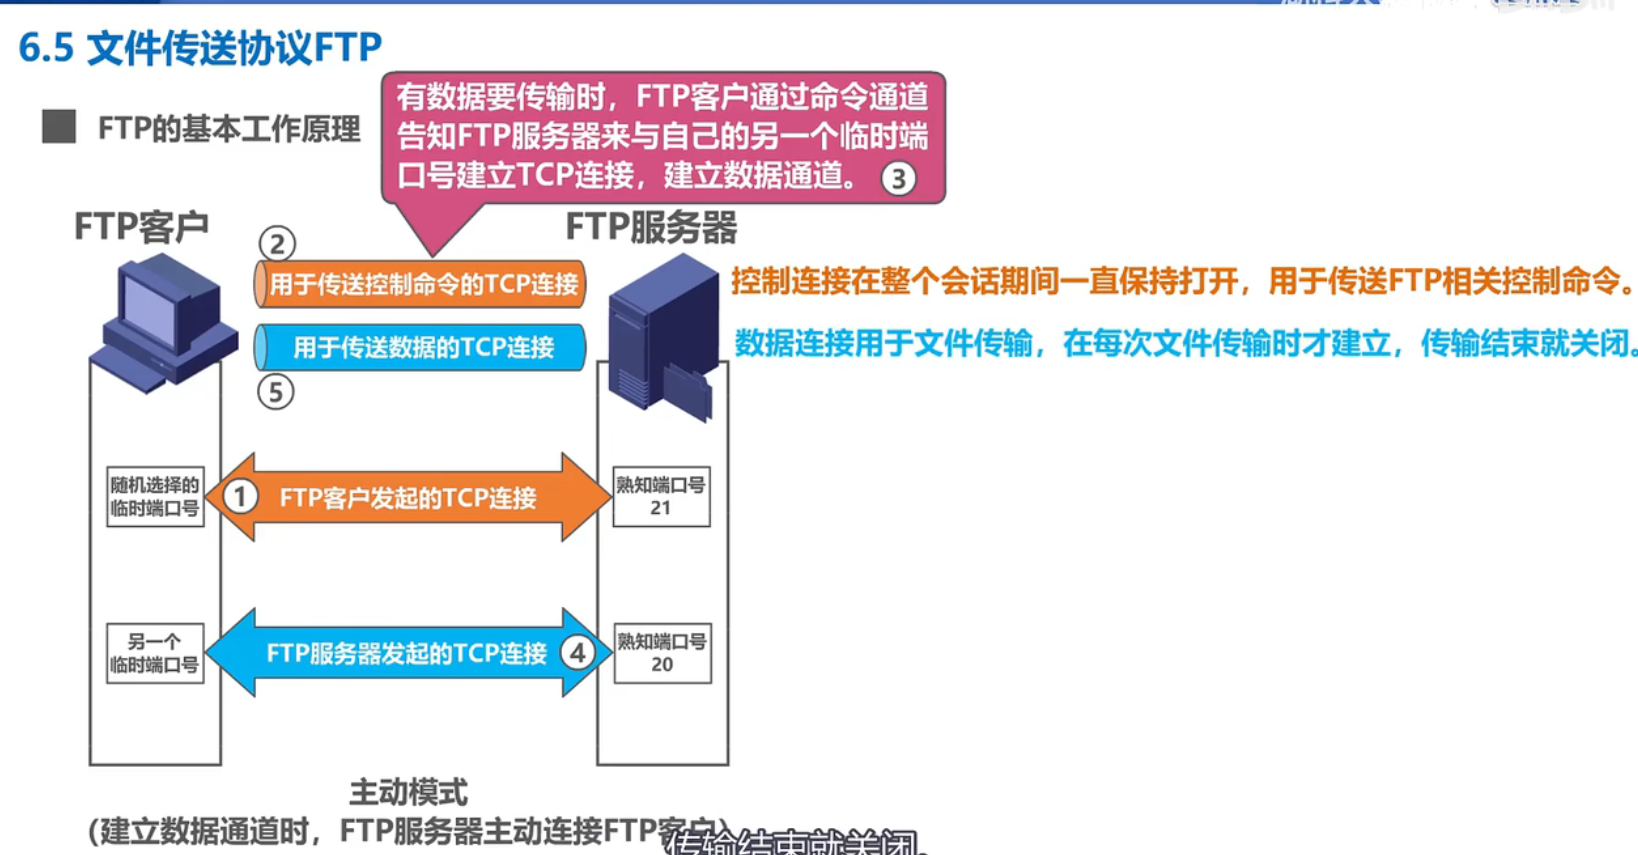 6.5 文件传送协议FTP
FTP的基本工作原理
有数据要传输时，FTP客户通过命令通道
告知FTP服务器来与自己的另一个临时端
口号建立TCP连接，建立数据通道。 ③
FTP客户
FTP服务器
②
用于传送控制命令的TCP连接
控制连接在整个会话期间一直保持打开，用于传送FTP相关控制命令。
用于传送数据的TCP连接
数据连接用于文件传输，在每次文件传输时才建立，传输结束就关闭。
⑤
随机选择的
临时端口号
① FTP客户发起的TCP连接
熟知端口号
21
另一个
临时端口号
FTP服务器发起的TCP连接 ④
熟知端口号
20
主动模式
(建立数据通道时，FTP服务器主动连接FTP客户)
传输结束就关闭。